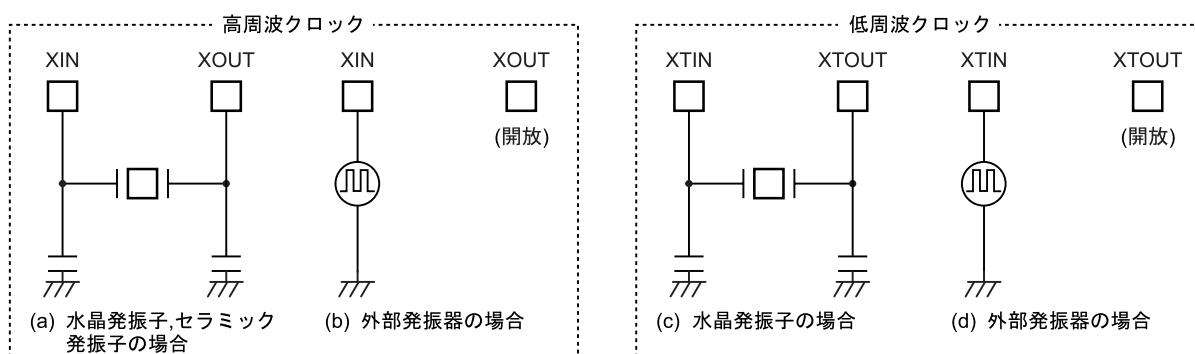 高周波クロック
XIN XOUT XIN XOUT
(開放)
(a) 水晶発振子,セラミック
発振子の場合
(b) 外部発振器の場合
低周波クロック
XTIN XTOUT XTIN XTOUT
(開放)
(c) 水晶発振子の場合
(d) 外部発振器の場合